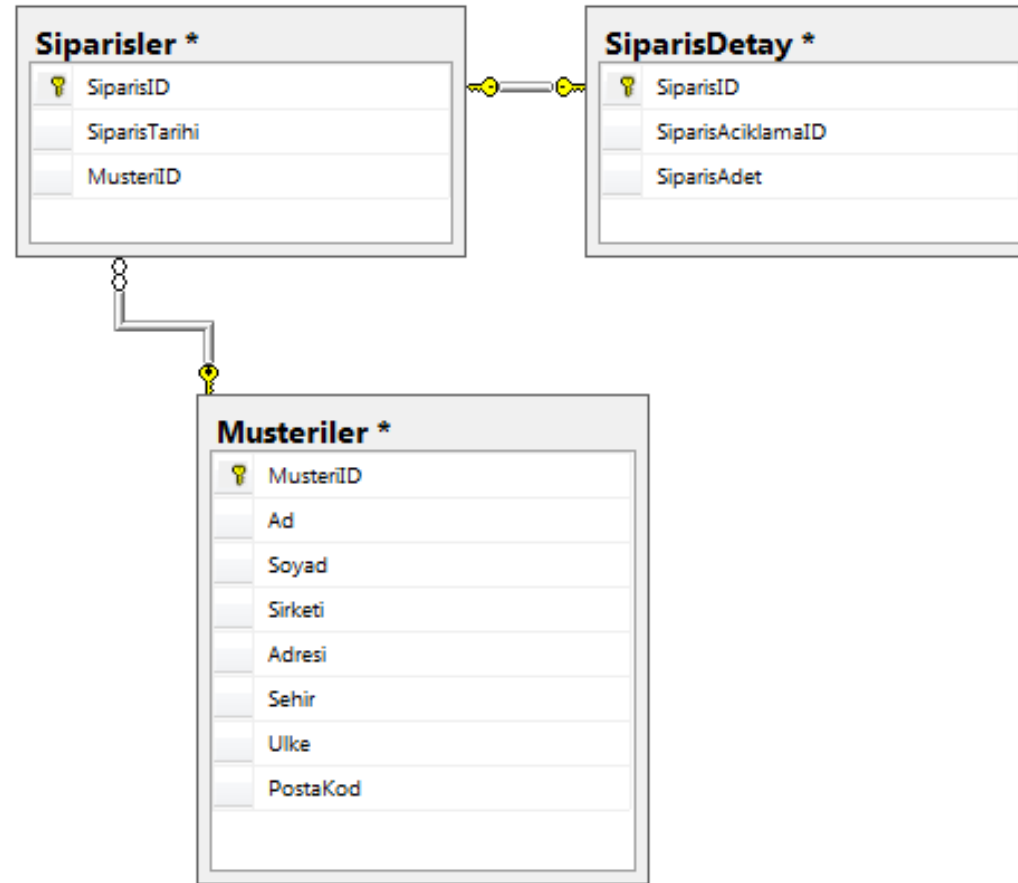 Siparisler *
SiparisID
SiparisTarihi
MusteriID
SiparisDetay *
SiparisID
SiparisAciklamaID
SiparisAdet
Musteriler *
MusteriID
Ad
Soyad
Sirketi
Adresi
Sehir
Ulke
PostaKod